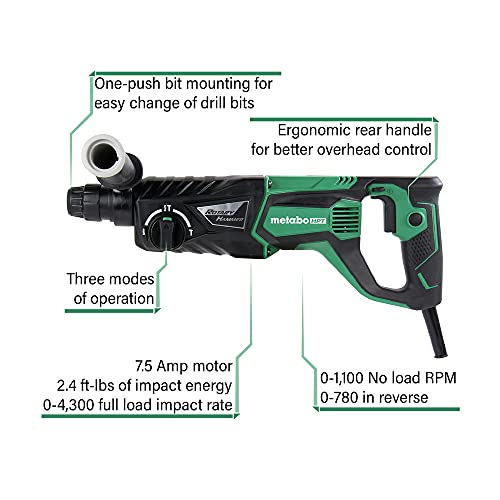 One-push bit mounting for
easy change of drill bits
Ergonomic rear handle
for better overhead control
ROTARY
HAMMER
metabo HPT
Three modes
of operation
7.5 Amp motor
2.4 ft-lbs of impact energy
0-4,300 full load impact rate
0-1,100 No load RPM
0-780 in reverse